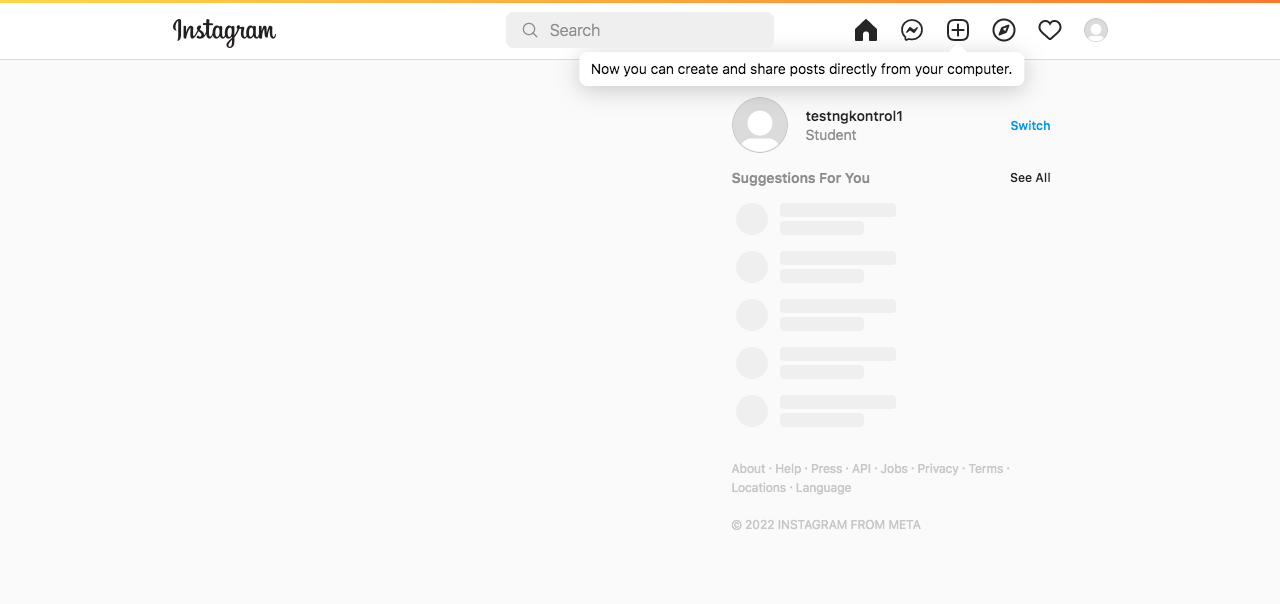 Instagram
Search
Now you can create and share posts directly from your computer.
testngkontrol1
Student
Switch
Suggestions For You
See All
About · Help · Press · API · Jobs · Privacy · Terms ·
Locations · Language
© 2022 INSTAGRAM FROM META